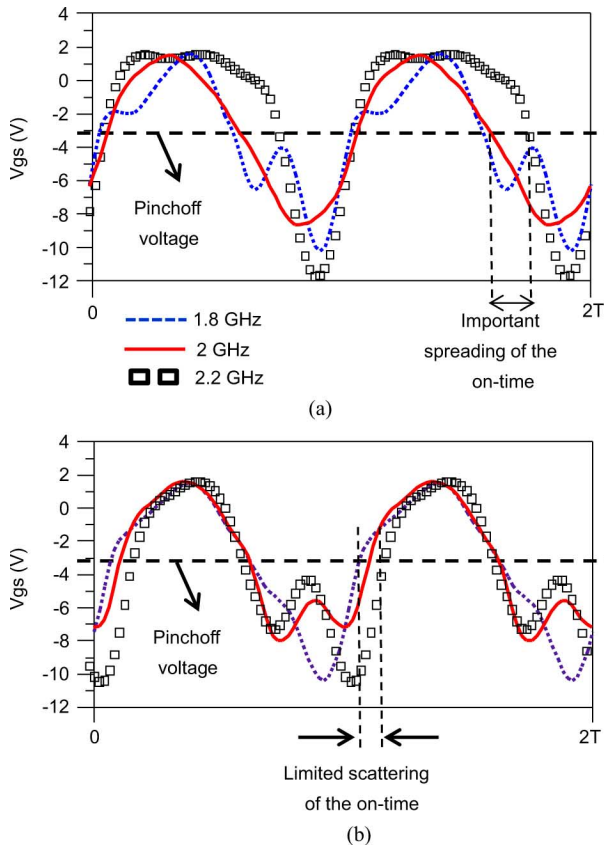 4
2
0
-2
-4
-6
-8
-10
-12
Vgs (V)
Pinchoff
voltage
0
2T
1.8 GHz
2 GHz
2.2 GHz
Important
spreading of the
on-time
(a)
4
2
0
-2
-4
-6
-8
-10
-12
Vgs (V)
Pinchoff
voltage
0
2T
Limited scattering
of the on-time
(b)